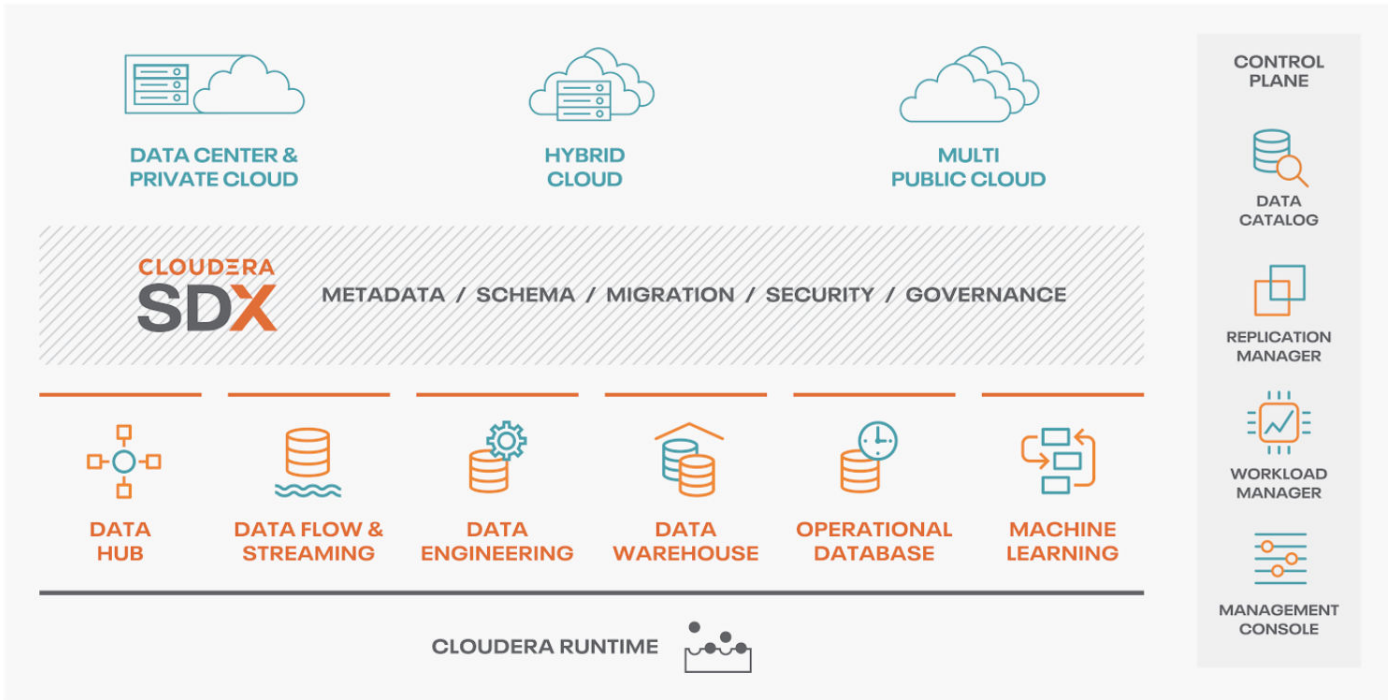 DATA CENTER &
PRIVATE CLOUD
HYBRID
CLOUD
MULTI
PUBLIC CLOUD
CLOUDERA
SDX
METADATA / SCHEMA / MIGRATION / SECURITY / GOVERNANCE
DATA
HUB
DATA FLOW &
STREAMING
DATA
ENGINEERING
DATA
WAREHOUSE
OPERATIONAL
DATABASE
MACHINE
LEARNING
CLOUDERA RUNTIME
CONTROL
PLANE
DATA
CATALOG
REPLICATION
MANAGER
WORKLOAD
MANAGER
MANAGEMENT
CONSOLE